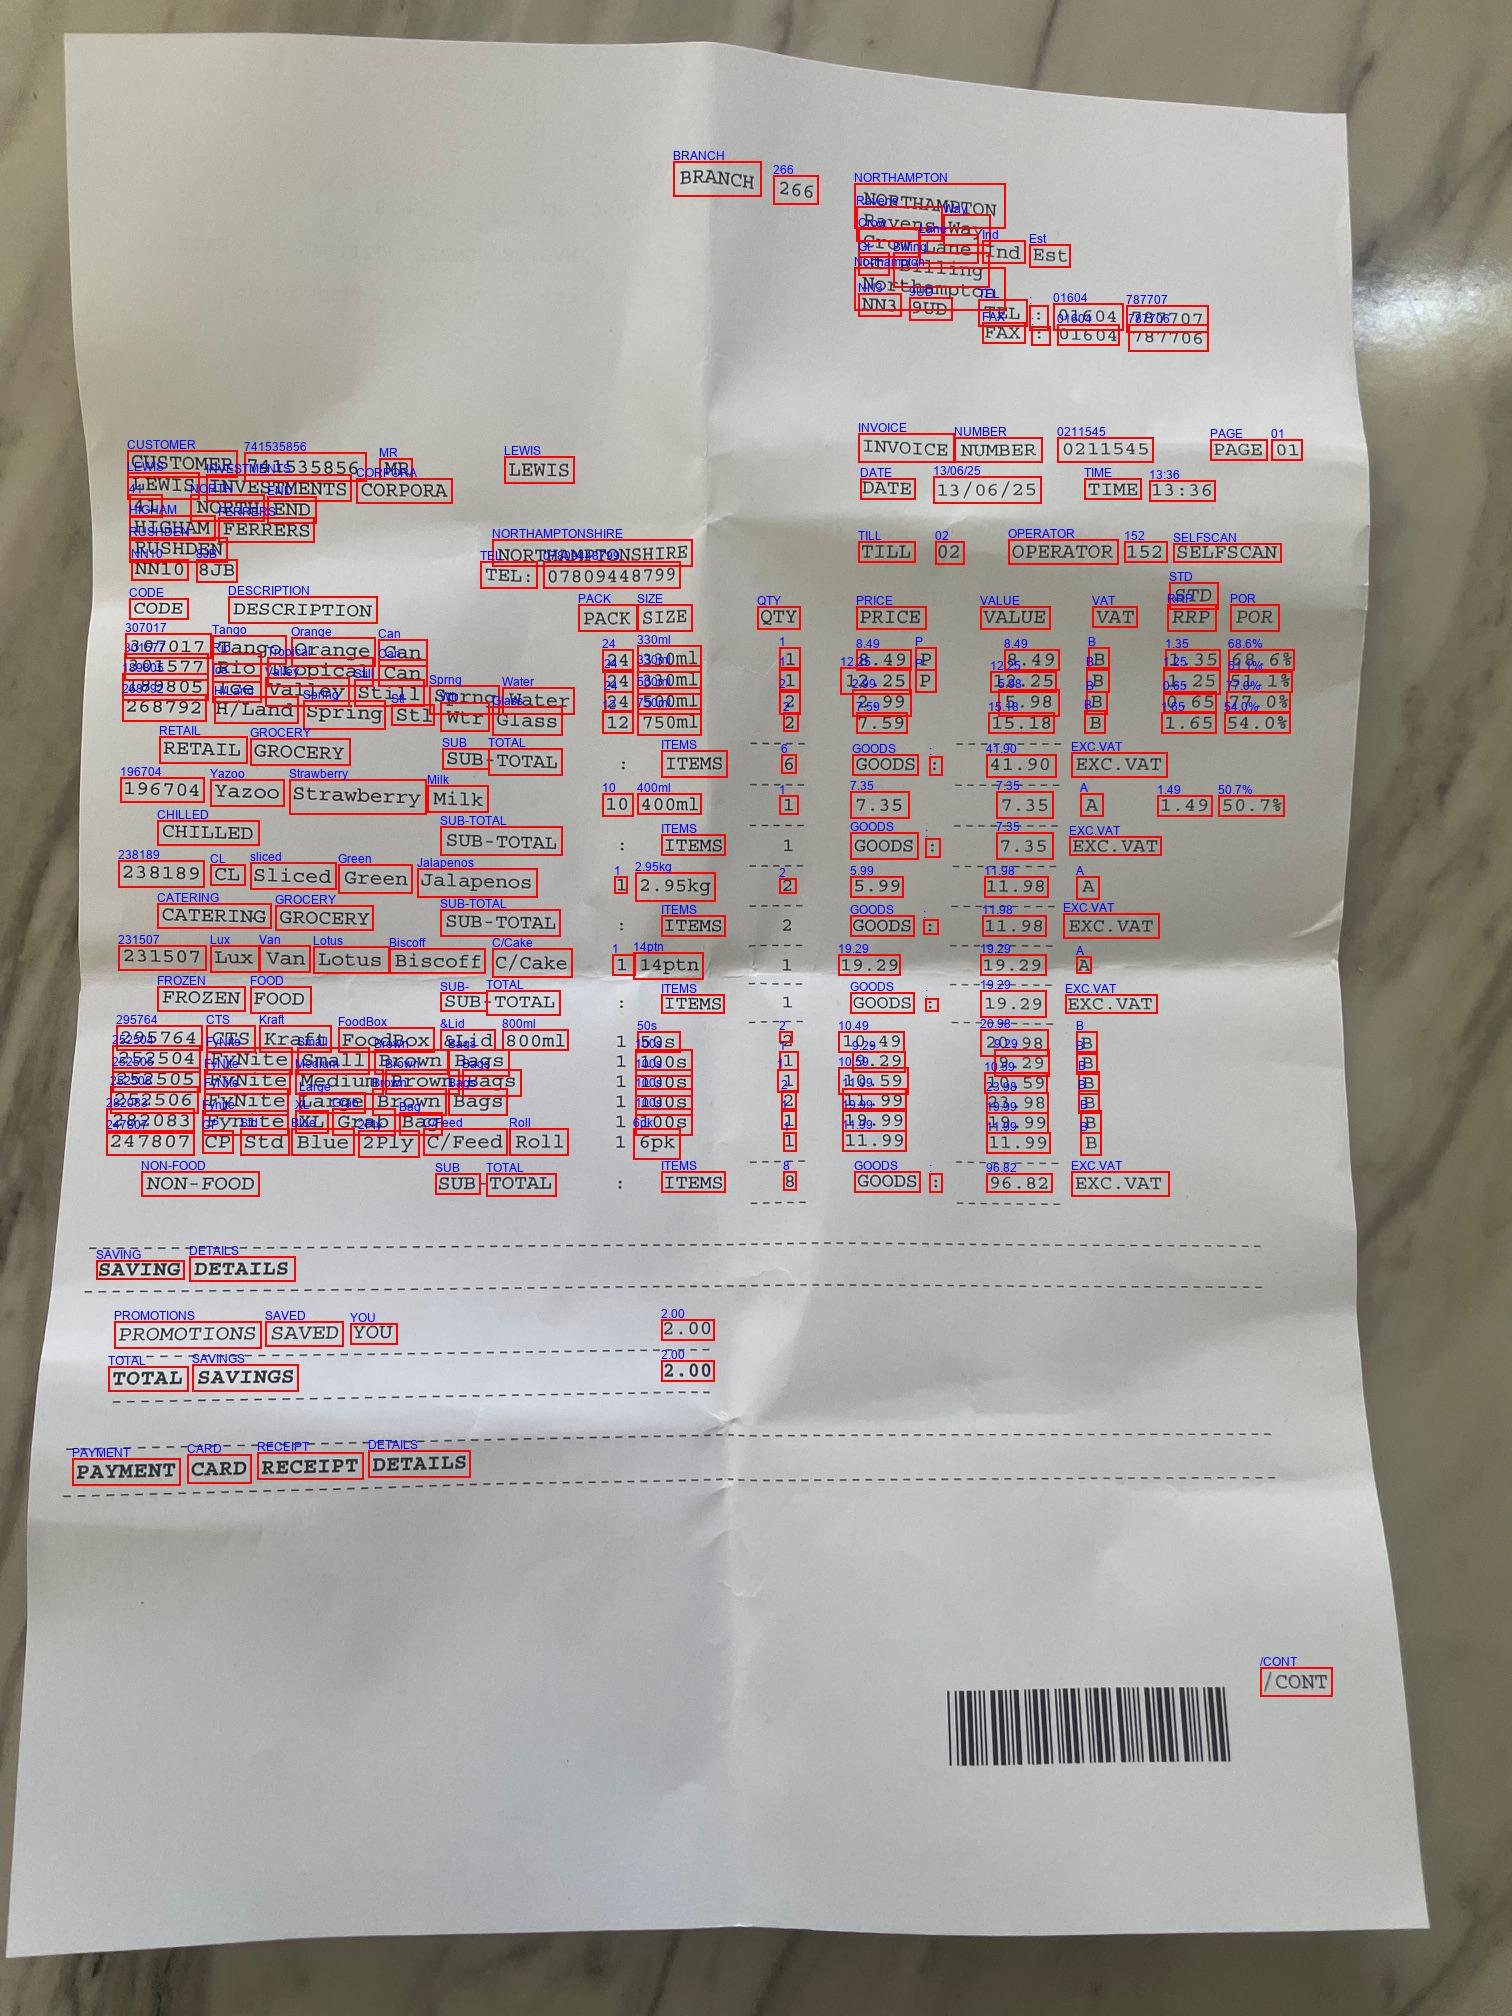 BRANCH 266
NORTHAMPTON
Ravens Way
Crow Lane Ind Est
Gt Billing
Northampton
NN3 9UD TEL : 01604 787707
FAX : 01604 787706
CUSTOMER 741535856 MR LEWIS INVOICE NUMBER 0211545 PAGE 01
LEWIS INVESTMENTS CORPORA DATE 13/06/25 TIME 13:36
41 NORTH END
HIGHAM FERRERS
RUSHDEN NORTHAMPTONSHIRE TILL 02 OPERATOR 152 SELFSCAN
NN10 8JB TEL: 07809448799
STD
CODE DESCRIPTION PACK SIZE QTY PRICE VALUE VAT RRP POR
307017 Tango Orange Can 24 330ml 1 8.49 P 8.49 B 1.35 68.6%
301577 Rio Tropical Can 24 330ml 1 12.25 P 12.25 B 1.25 51.1%
189805 Ice Valley Still Sprng Water 24 500ml 2 2.99 5.98 B 0.65 77.0%
268792 H/Land Spring Stl Wtr Glass 12 750ml 2 7.59 15.18 B 1.65 54.0%
RETAIL GROCERY SUB-TOTAL : ITEMS 6 GOODS : 41.90 EXC.VAT
196704 Yazoo Strawberry Milk 10 400ml 1 7.35 7.35 A 1.49 50.7%
CHILLED SUB-TOTAL : ITEMS 1 GOODS : 7.35 EXC.VAT
238189 CL Sliced Green Jalapenos 1 2.95kg 2 5.99 11.98 A
CATERING GROCERY SUB-TOTAL : ITEMS 2 GOODS : 11.98 EXC.VAT
231507 Lux Van Lotus Biscoff C/Cake 1 14ptn 1 19.29 19.29 A
FROZEN FOOD SUB-TOTAL : ITEMS 1 GOODS : 19.29 EXC.VAT
295764 CTS Kraft FoodBox &Lid 800ml 1 50s 2 10.49 20.98 B
252504 FyNite Small Brown Bags 1 100s 1 9.29 9.29 B
252505 FyNite Medium Brown Bags 1 100s 1 10.59 10.59 B
252506 FyNite Large Brown Bags 1 100s 2 11.99 23.98 B
282083 Fynite XL Grab Bag 1 100s 1 19.99 19.99 B
247807 CP Std Blue 2Ply C/Feed Roll 1 6pk 1 11.99 11.99 B
NON-FOOD SUB-TOTAL : ITEMS 8 GOODS : 96.82 EXC.VAT
SAVING DETAILS
PROMOTIONS SAVED YOU 2.00
TOTAL SAVINGS 2.00
PAYMENT CARD RECEIPT DETAILS
/CONT